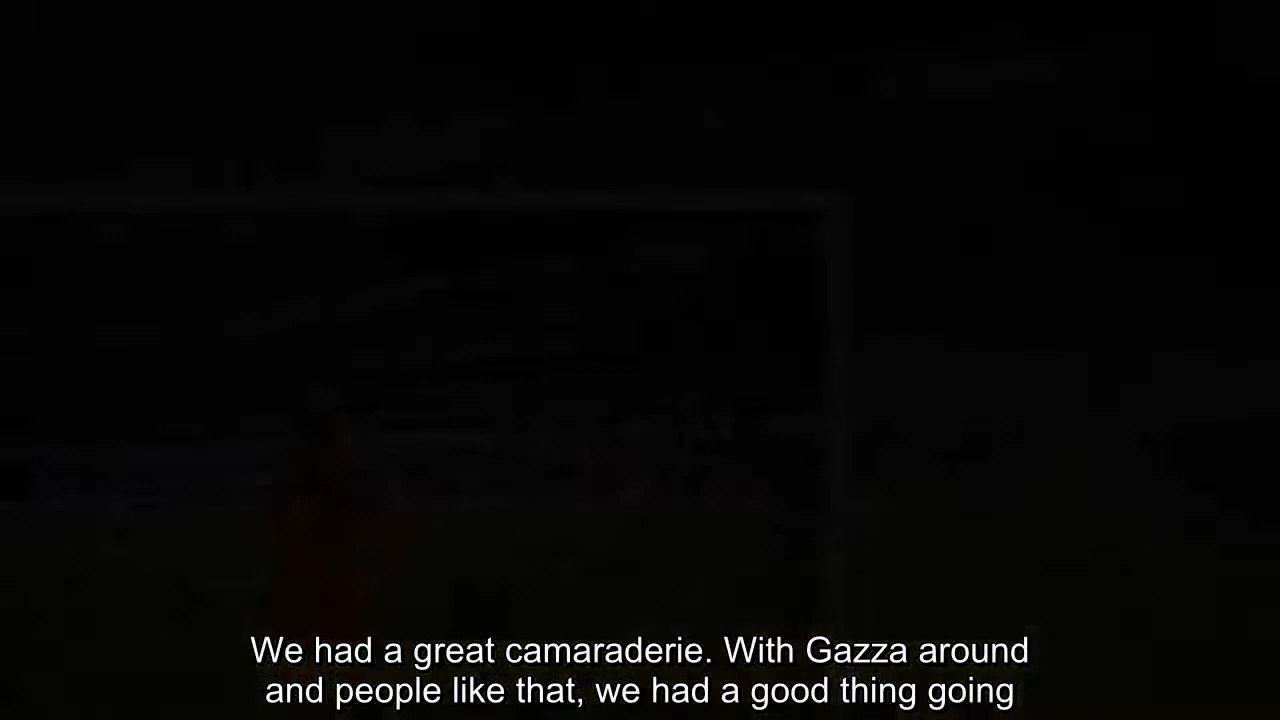 We had a great camaraderie. With Gazza around
and people like that, we had a good thing going